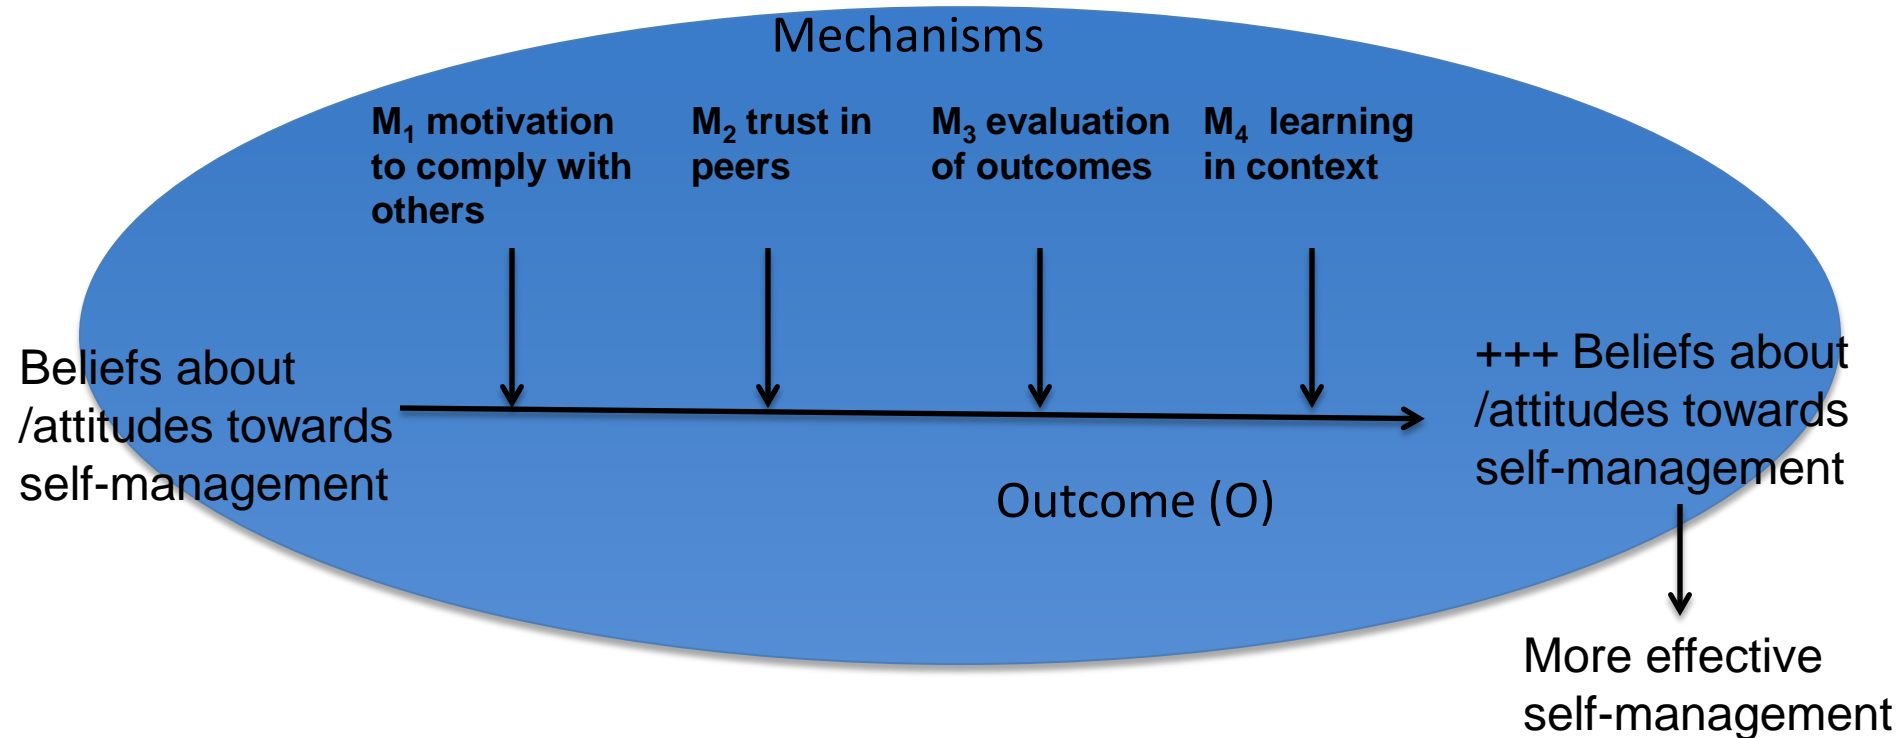 Mechanisms
M₁ motivation
to comply with
others
M₂ trust in
peers
M₃ evaluation
of outcomes
M₄ learning
in context
Beliefs about
/attitudes towards
self-management
+++ Beliefs about
/attitudes towards
self-management
Outcome (O)
More effective
self-management